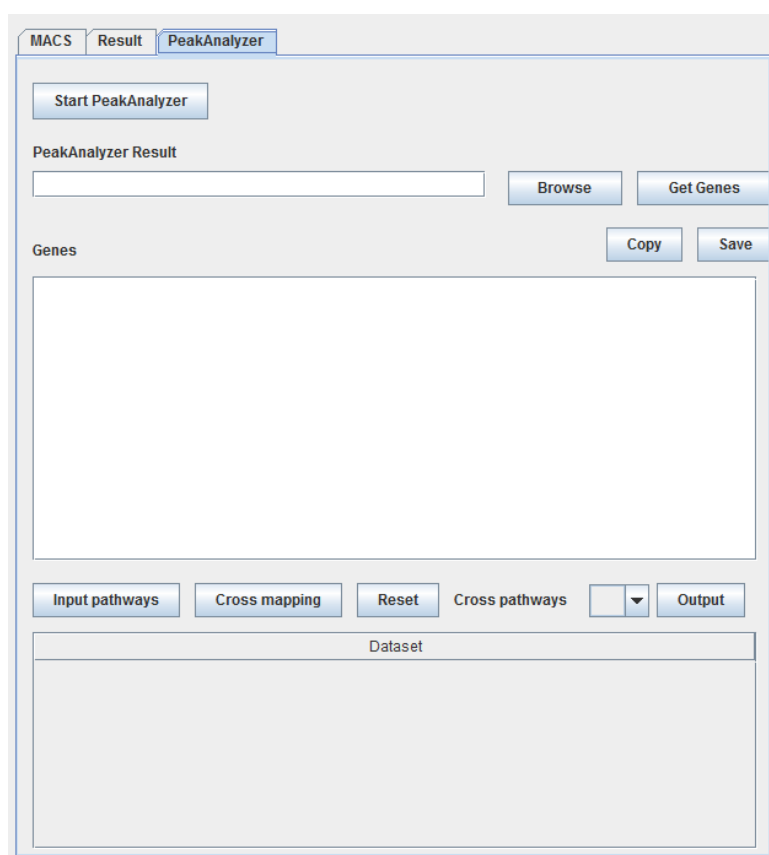 MACS Result PeakAnalyzer
Start PeakAnalyzer
PeakAnalyzer Result
Browse Get Genes
Genes Copy Save
Input pathways Cross mapping Reset Cross pathways Output
Dataset